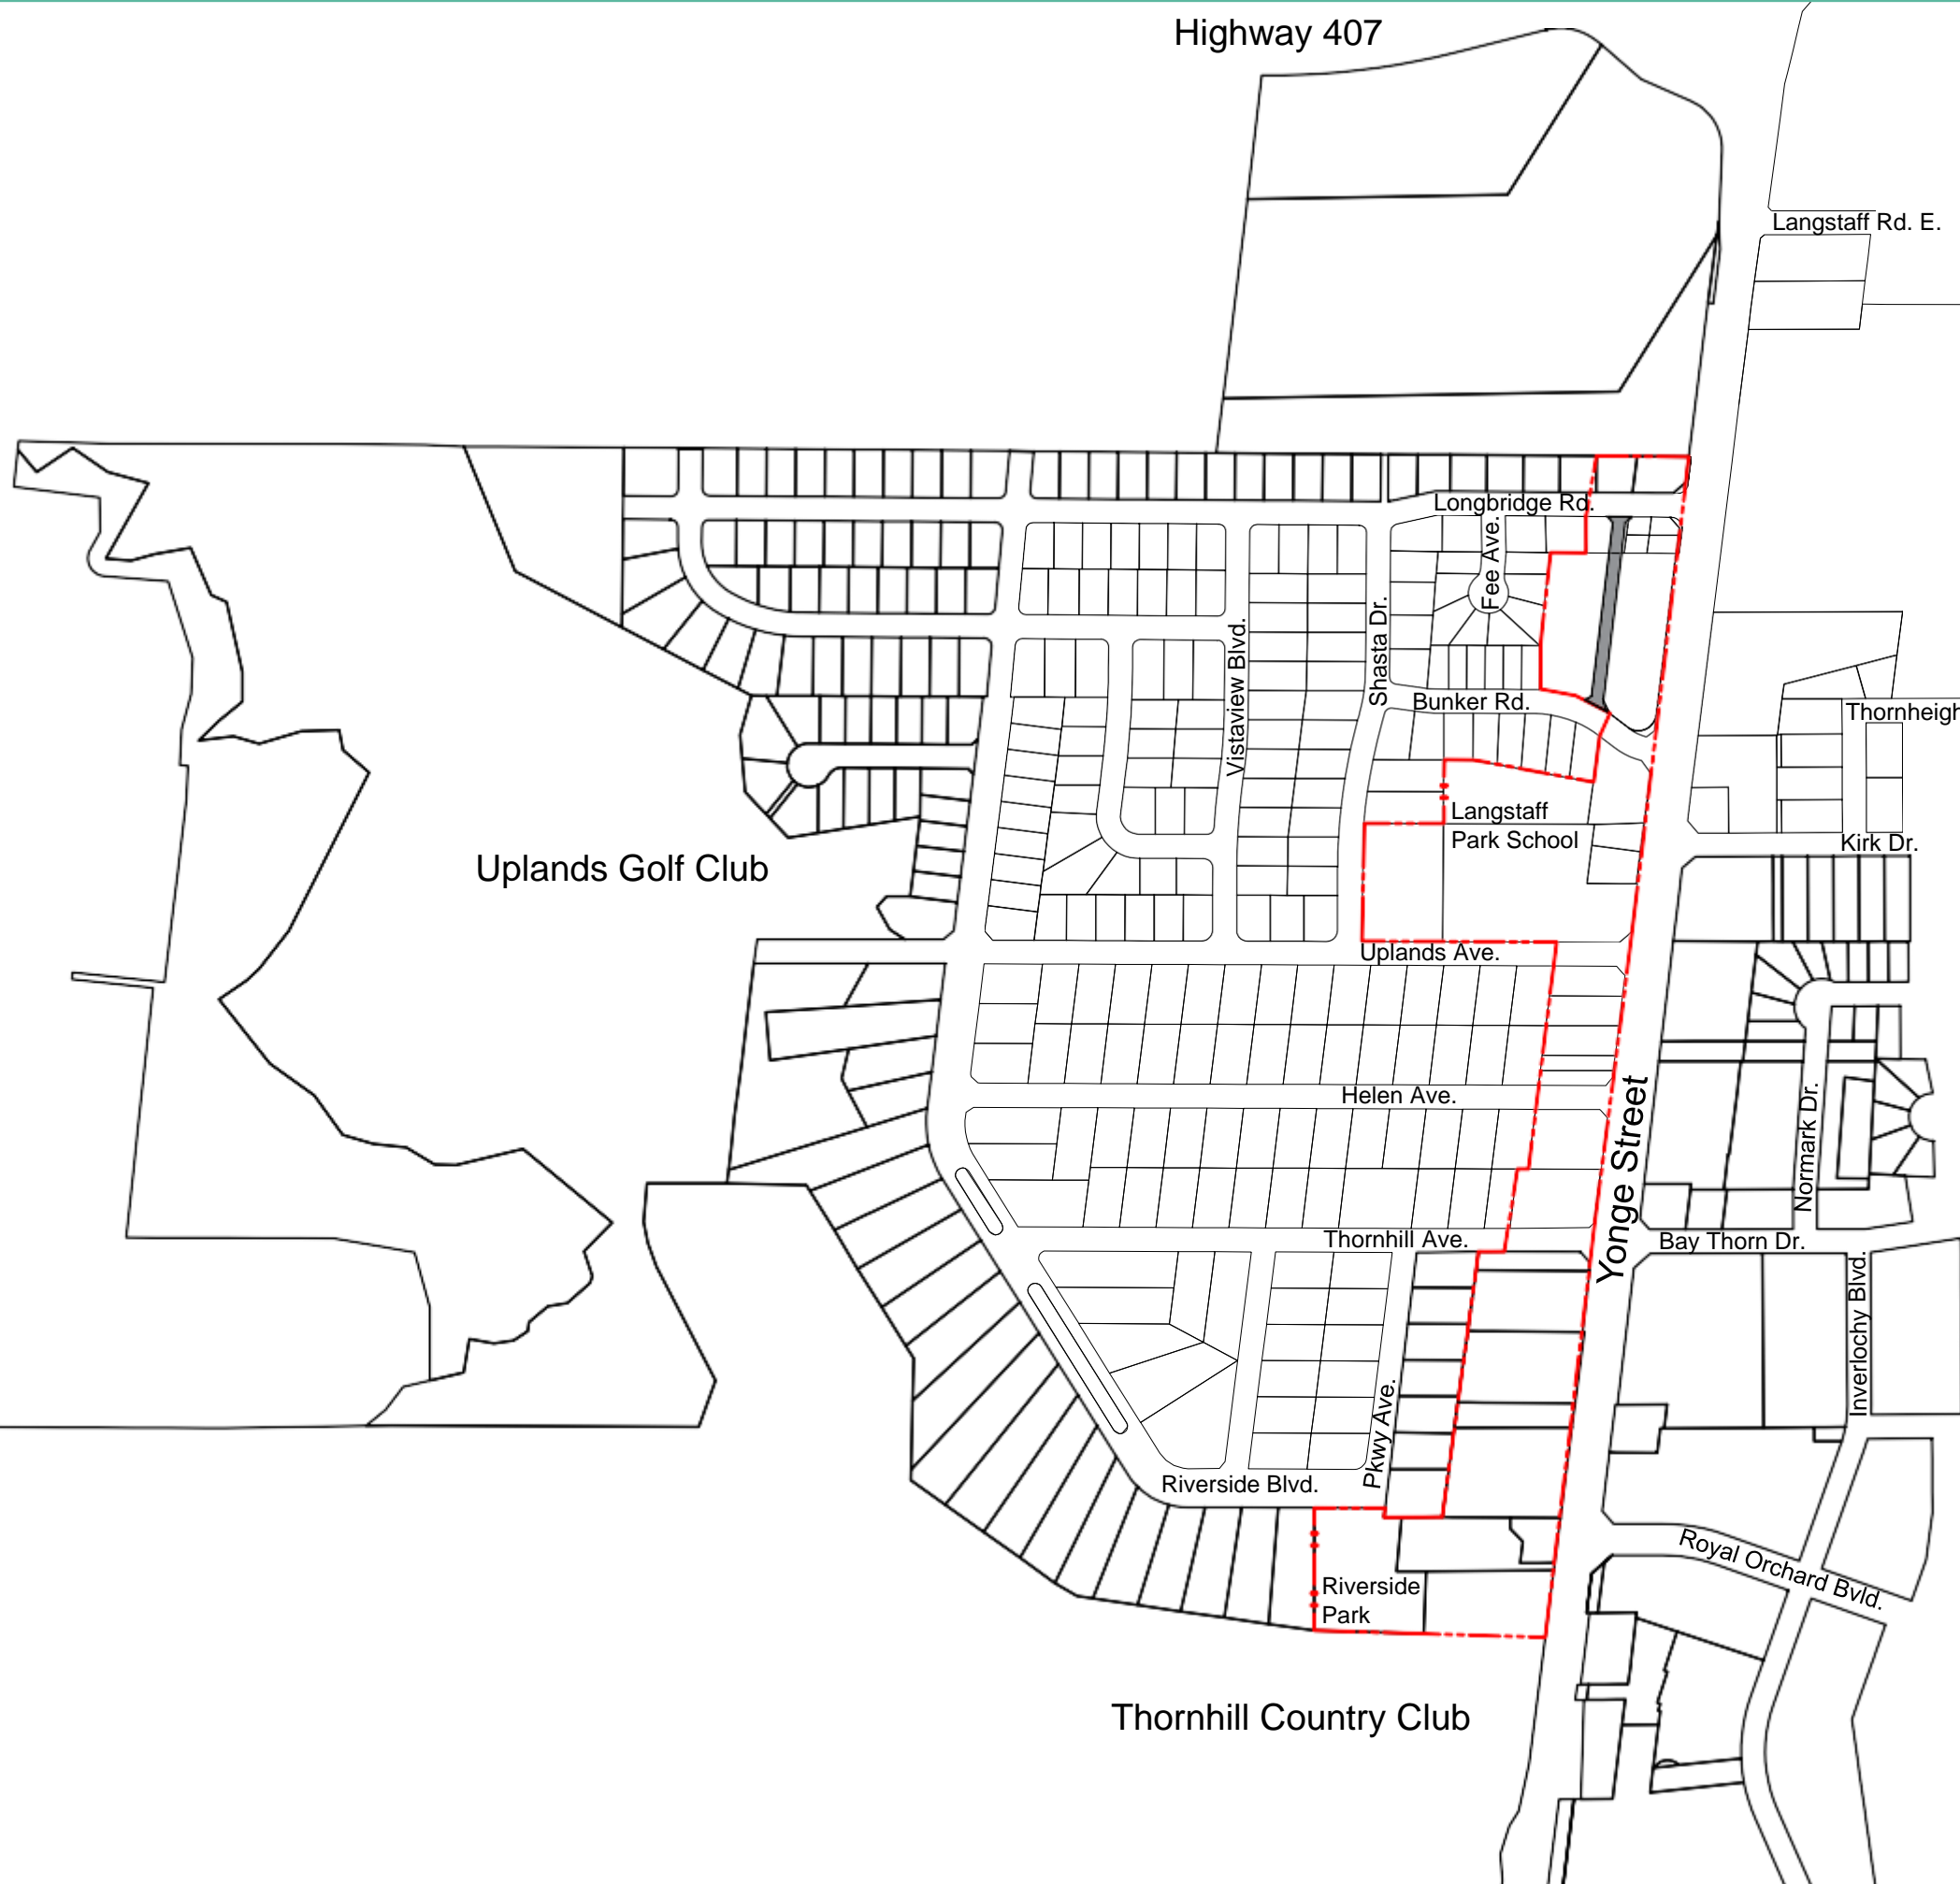 Highway 407
Langstaff Rd. E.
Longbridge Rd.
Fee Ave.
Shasta Dr.
Vistaview Blvd.
Bunker Rd.
Thornheigh
Langstaff
Park School
Kirk Dr.
Uplands Golf Club
Uplands Ave.
Helen Ave.
Yonge Street
Normark Dr.
Thornhill Ave.
Bay Thorn Dr.
Inverlochy Blvd.
Pkwy Ave.
Riverside Blvd.
Royal Orchard Bvld.
Riverside
Park
Thornhill Country Club